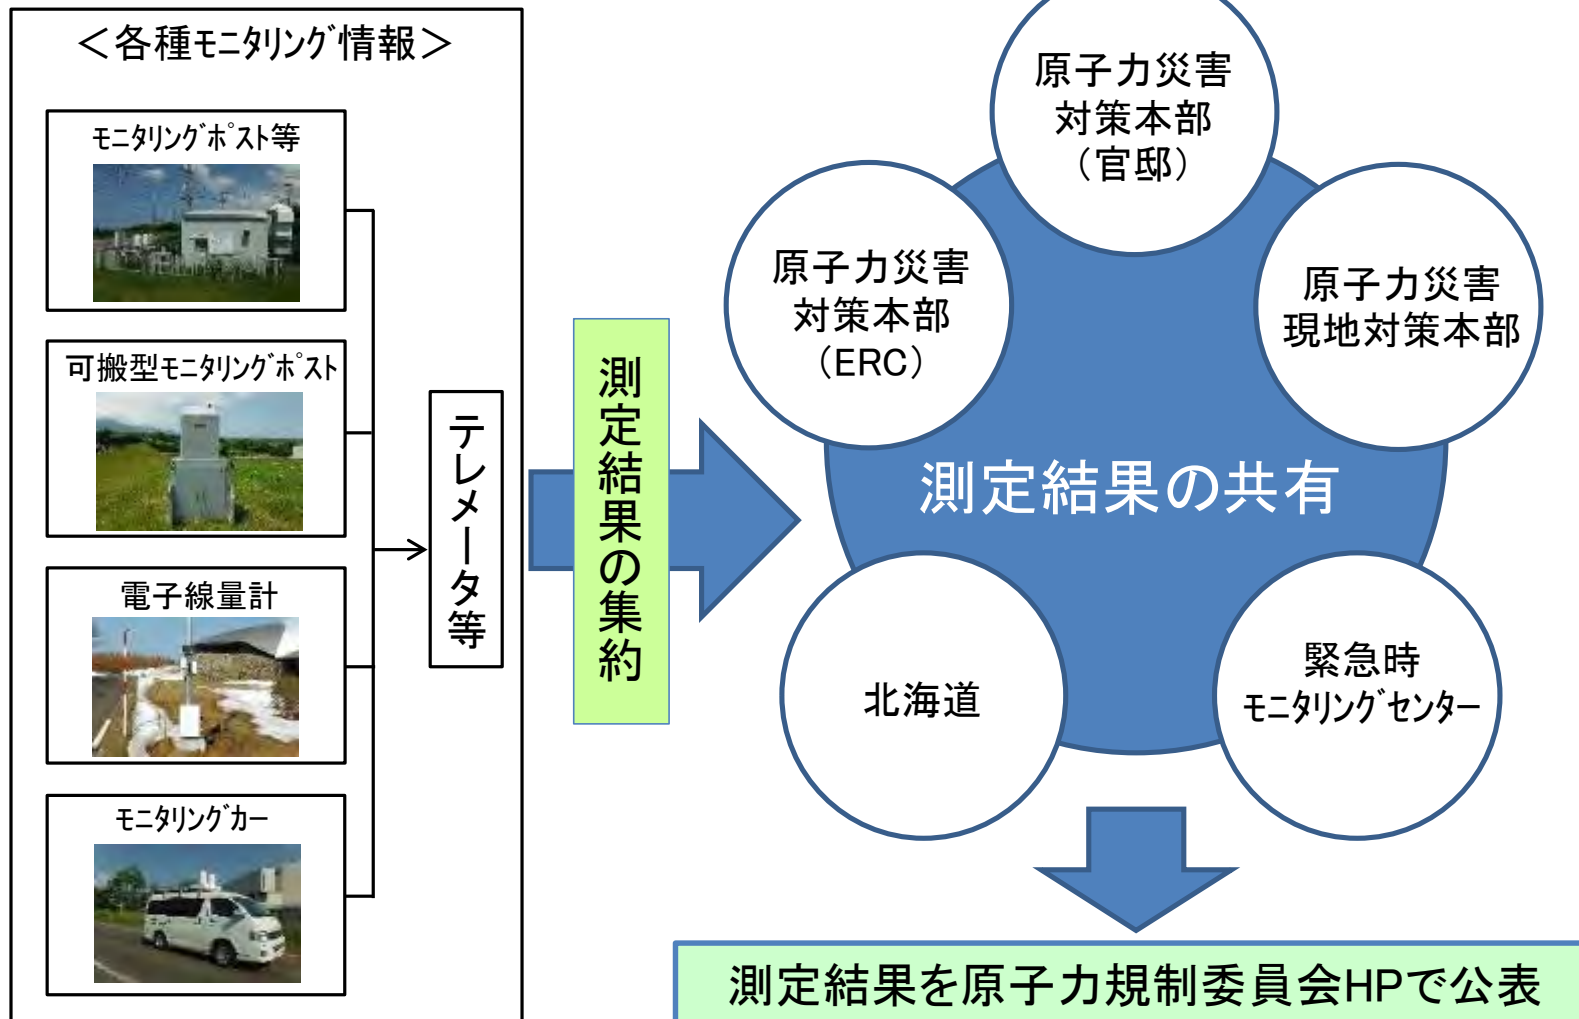 ＜各種ﾓﾆﾀﾘﾝｸﾞ情報＞
ﾓﾆﾀﾘﾝｸﾞﾎﾟｽﾄ等
可搬型ﾓﾆﾀﾘﾝｸﾞﾎﾟｽﾄ
電子線量計
ﾓﾆﾀﾘﾝｸﾞｶｰ
テレメータ等
測定結果の集約
原子力災害
対策本部
（官邸）
原子力災害
対策本部
（ERC）
原子力災害
現地対策本部
測定結果の共有
北海道
緊急時
ﾓﾆﾀﾘﾝｸﾞｾﾝﾀｰ
測定結果を原子力規制委員会HPで公表